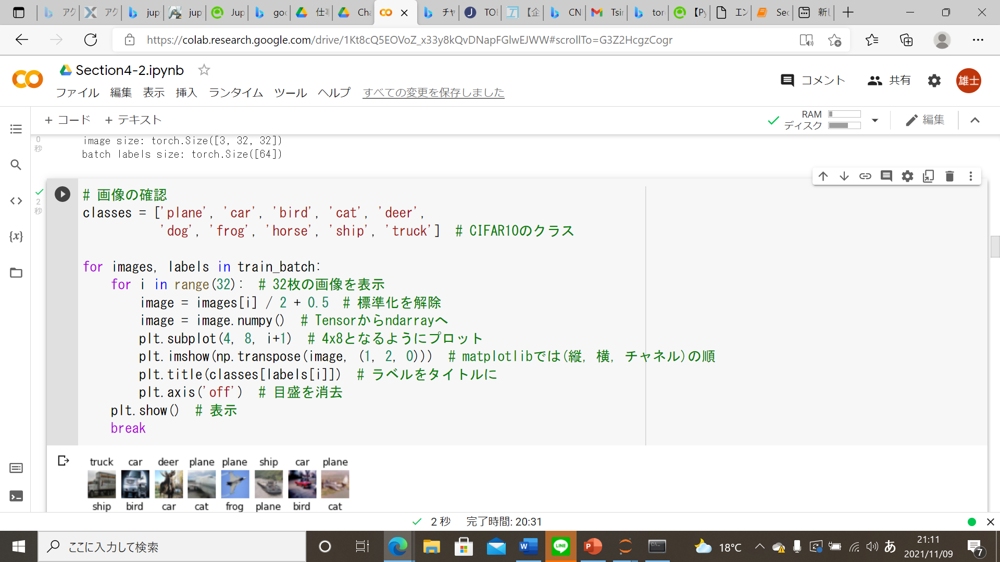 アク
アク
jup
jup
Jup
goo
仕事
Cha
チャ
TOI
【企
CN
Tsin
tor
【Py
エン
Sec
新し
https://colab.research.google.com/drive/1Kt8cQ5EOVoZ_x33y8kQvDNapFGlwEJWW#scrollTo=G3Z2HcgzCogr
Section4-2.ipynb
コメント 共有 雄士
ファイル 編集 表示 挿入 ランタイム ツール ヘルプ すべての変更を保存しました
+ コード + テキスト RAM ディスク 編集
0 秒
image size: torch.Size([3, 32, 32])
batch labels size: torch.Size([64])
2 秒
# 画像の確認
classes = ['plane', 'car', 'bird', 'cat', 'deer',
'dog', 'frog', 'horse', 'ship', 'truck'] # CIFAR10のクラス
for images, labels in train_batch:
for i in range(32): # 32枚の画像を表示
image = images[i] / 2 + 0.5 # 標準化を解除
image = image.numpy() # Tensorからndarrayへ
plt.subplot(4, 8, i+1) # 4x8となるようにプロット
plt.imshow(np.transpose(image, (1, 2, 0))) # matplotlibでは(縦, 横, チャネル)の順
plt.title(classes[labels[i]]) # ラベルをタイトルに
plt.axis('off') # 目盛を消去
plt.show() # 表示
break
truck car deer plane plane ship car plane
ship bird car cat frog plane bird cat
2 秒 完了時間: 20:31
ここに入力して検索
18°C
あ
21:11
2021/11/09
7